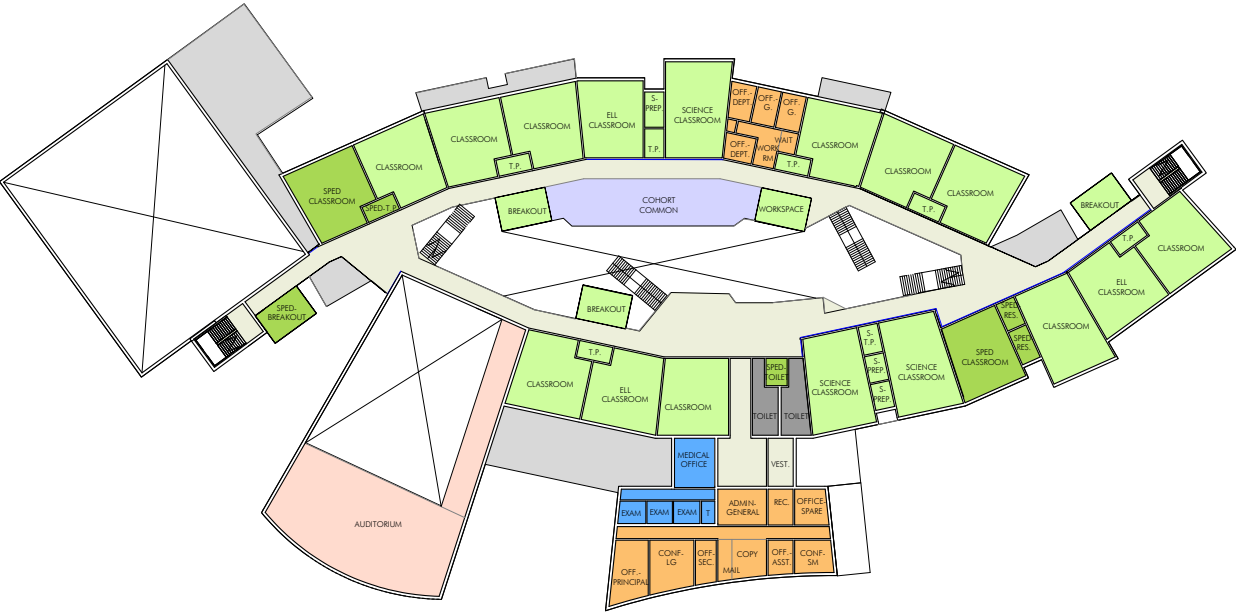 S-
PREP.
T.P.
ELL
CLASSROOM
SCIENCE
CLASSROOM
OFF.-
DEPT.
OFF.-
G.
OFF.
G.
OFF.-
DEPT.
WORK
RM
WAIT
T.P.
CLASSROOM
CLASSROOM
T.P.
CLASSROOM
CLASSROOM
CLASSROOM
T.P.
CLASSROOM
SPED
CLASSROOM
SPED-T.P.
BREAKOUT
COHORT
COMMON
WORKSPACE
BREAKOUT
T.P.
CLASSROOM
ELL
CLASSROOM
SPED-
BREAKOUT
BREAKOUT
SPED
RES.
SPED
RES.
CLASSROOM
SPED
CLASSROOM
S-
T.P.
S-
PREP.
S-
PREP.
SCIENCE
CLASSROOM
SCIENCE
CLASSROOM
T.P.
CLASSROOM
ELL
CLASSROOM
CLASSROOM
SPED-
TOILET
TOILET
TOILET
MEDICAL
OFFICE
VEST.
EXAM
EXAM
EXAM
T
ADMIN-
GENERAL
REC.
OFFICE-
SPARE
AUDITORIUM
OFF.-
PRINCIPAL
CONF-
LG
OFF-
SEC.
MAIL
COPY
OFF.-
ASST.
CONF-
SM